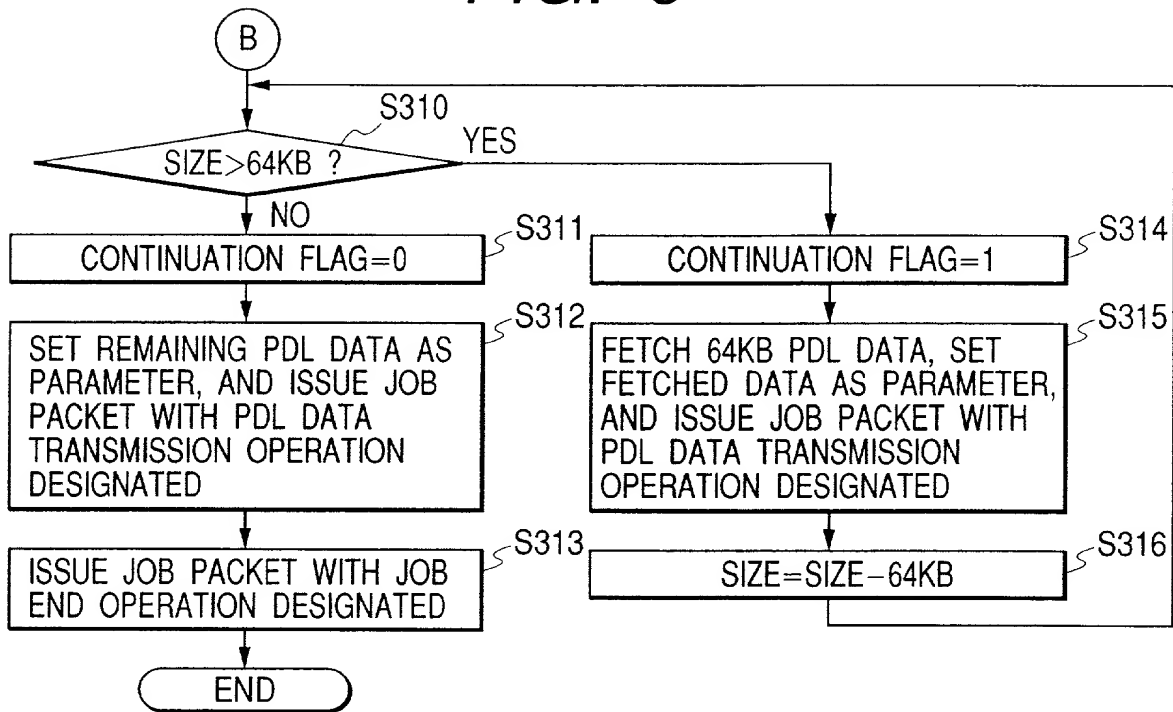 B
S310
SIZE>64KB ?
YES
NO
S311
CONTINUATION FLAG=0
S312
SET REMAINING PDL DATA AS
PARAMETER, AND ISSUE JOB
PACKET WITH PDL DATA
TRANSMISSION OPERATION
DESIGNATED
S313
ISSUE JOB PACKET WITH JOB
END OPERATION DESIGNATED
END
S314
CONTINUATION FLAG=1
S315
FETCH 64KB PDL DATA, SET
FETCHED DATA AS PARAMETER,
AND ISSUE JOB PACKET WITH
PDL DATA TRANSMISSION
OPERATION DESIGNATED
S316
SIZE=SIZE-64KB